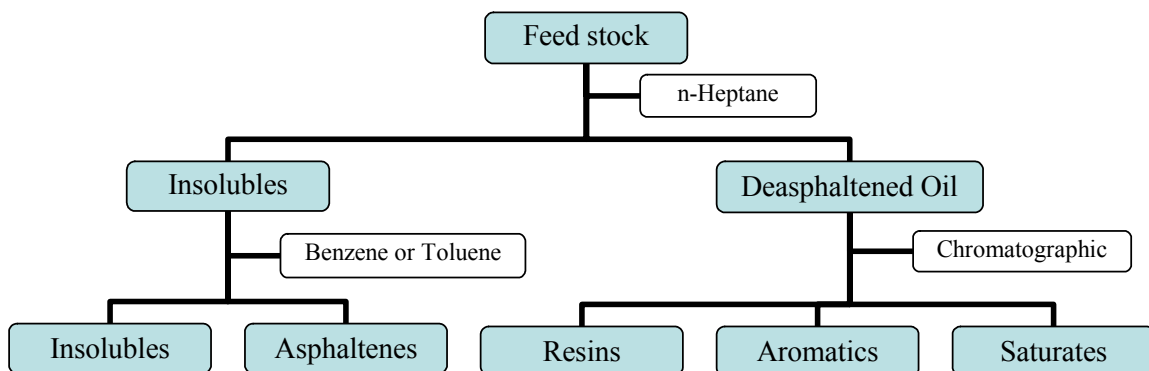 Feed stock
n-Heptane
Insolubles
Deasphaltened Oil
Benzene or Toluene
Chromatographic
Insolubles
Asphaltenes
Resins
Aromatics
Saturates